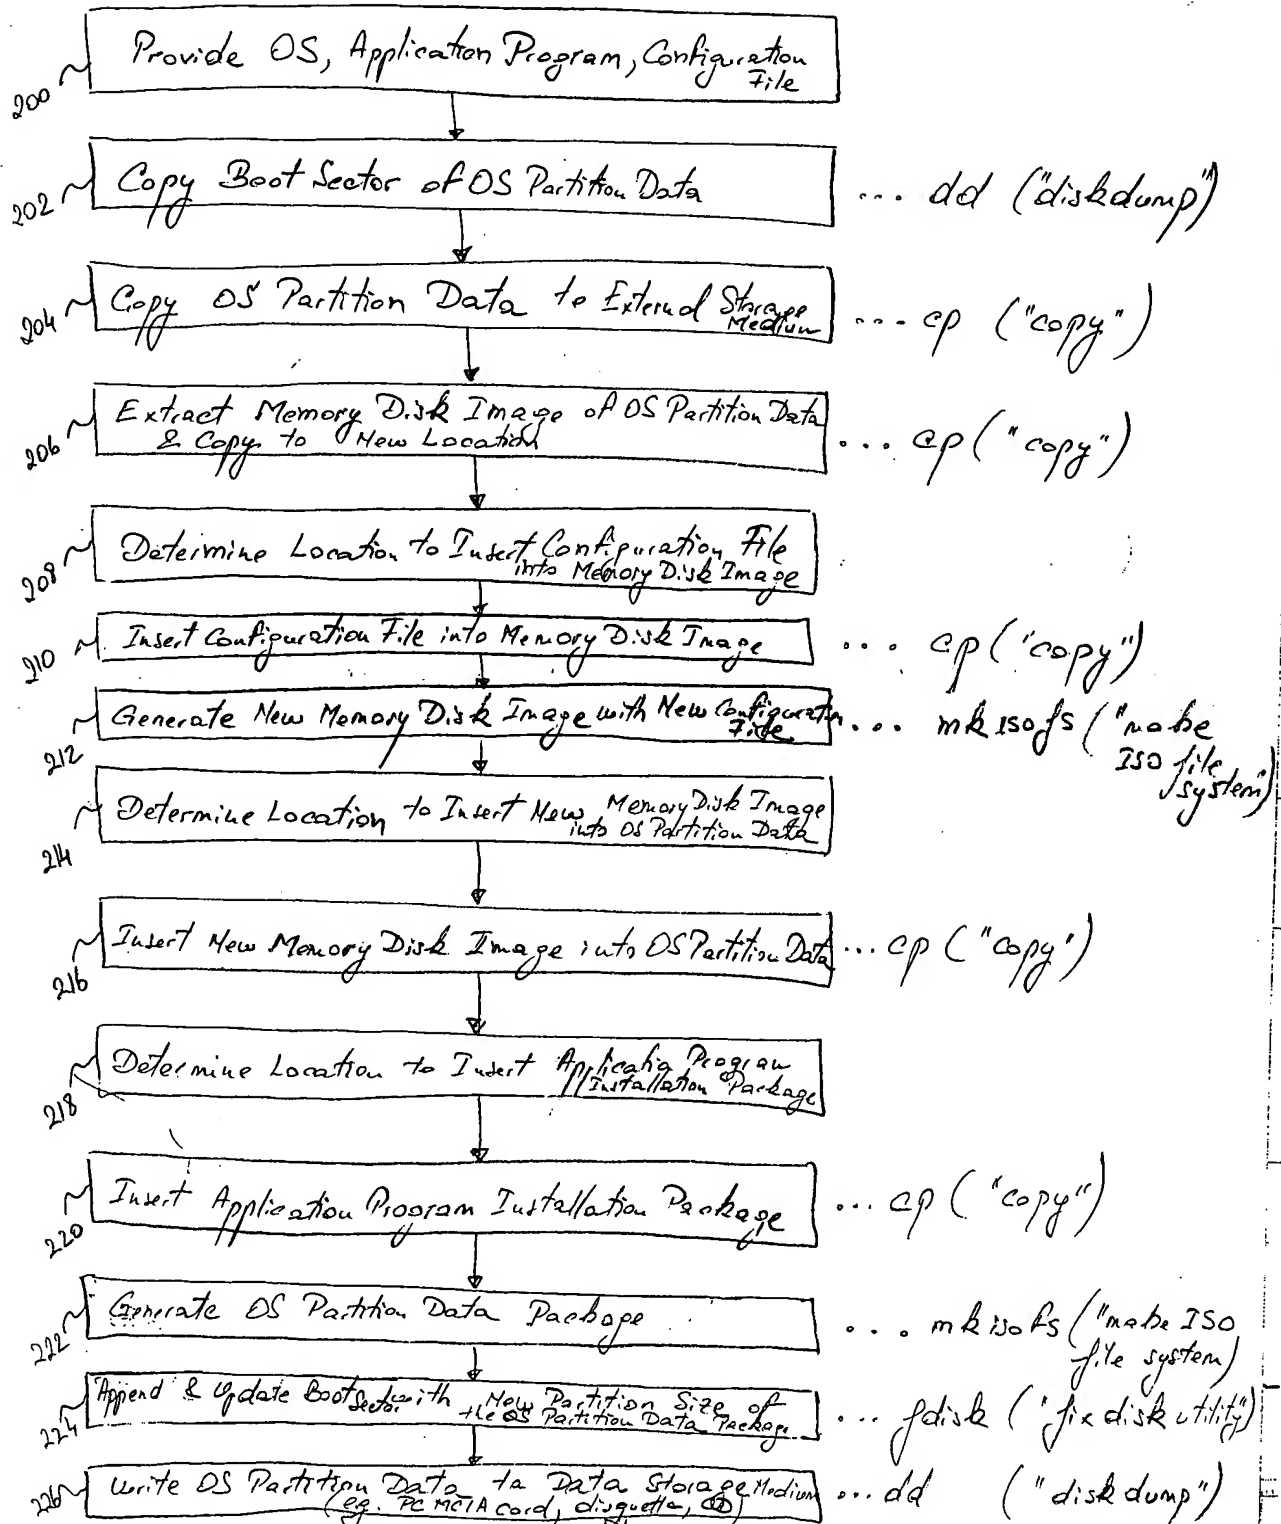 Provide OS, Application Program, Configuration
File
200
Copy Boot Sector of OS Partition Data
... dd ("diskdump")
202
Copy OS Partition Data to External Storage
Medium
... cp ("copy")
204
Extract Memory Disk Image of OS Partition Data
& Copy to New Location
... cp ("copy")
206
Determine Location to Insert Configuration File
into Memory Disk Image
208
Insert Configuration File into Memory Disk Image
... cp ("copy")
210
Generate New Memory Disk Image with New Configuration
File
... mkisofs ("make
ISO file
system")
212
Determine Location to Insert New Memory Disk Image
into OS Partition Data
214
Insert New Memory Disk Image into OS Partition Data
... cp ("copy")
216
Determine Location to Insert Applicatio Program
Installation Package
218
Insert Application Program Installation Package
... cp ("copy")
220
Generate OS Partition Data Package
... mkisofs ("make ISO
file system)
222
Append & Update Boot Sector with New Partition Size of
the OS Partition Data Package
... fdisk ("fix disk utility")
224
Write OS Partition Data to Data Storage Medium
(e.g. PCMCIA card, disquette, CD)
... dd ("disk dump")
226